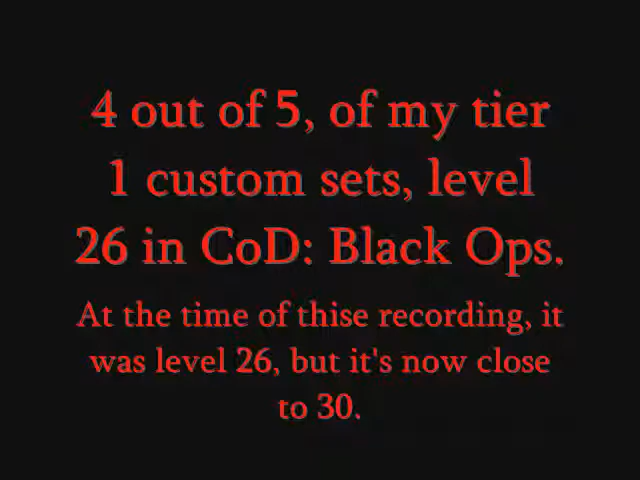 4 out of 5, of my tier
1 custom sets, level
26 in CoD: Black Ops.
At the time of thise recording, it
was level 26, but it's now close
to 30.